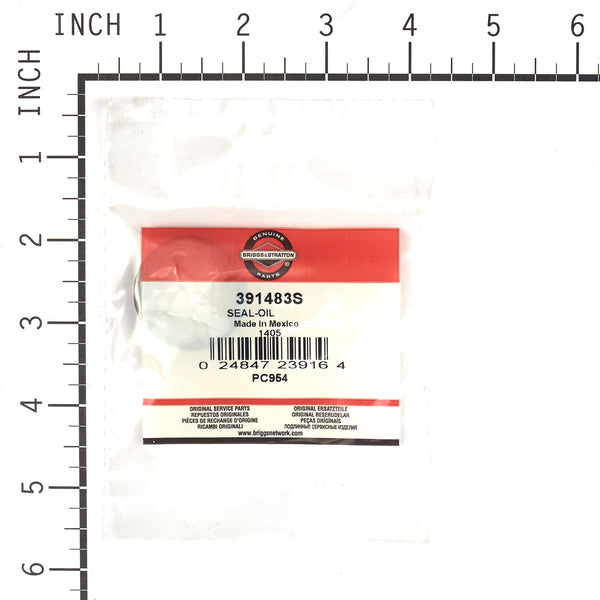 INCH 1 2 3 4 5 6
INCH
1
2
3
4
5
6
GENUINE
BRIGGS & STRATTON
PARTS
®
391483S
SEAL-OIL
Made in Mexico
1405
0 24847 23916 4
PC954
ORIGINAL SERVICE PARTS ORIGINAL ERSATZTEILE
REPUESTOS ORIGINALES ORIGINAL RESERUDELAR
PIÈCES DE RECHANGE D'ORIGINE PEÇAS ORIGINAIS
RICAMBI ORIGINALI ПОДЛИННЫЕ СЕРВИСНЫЕ ИЗДЕЛИЯ
www.briggsnetwork.com